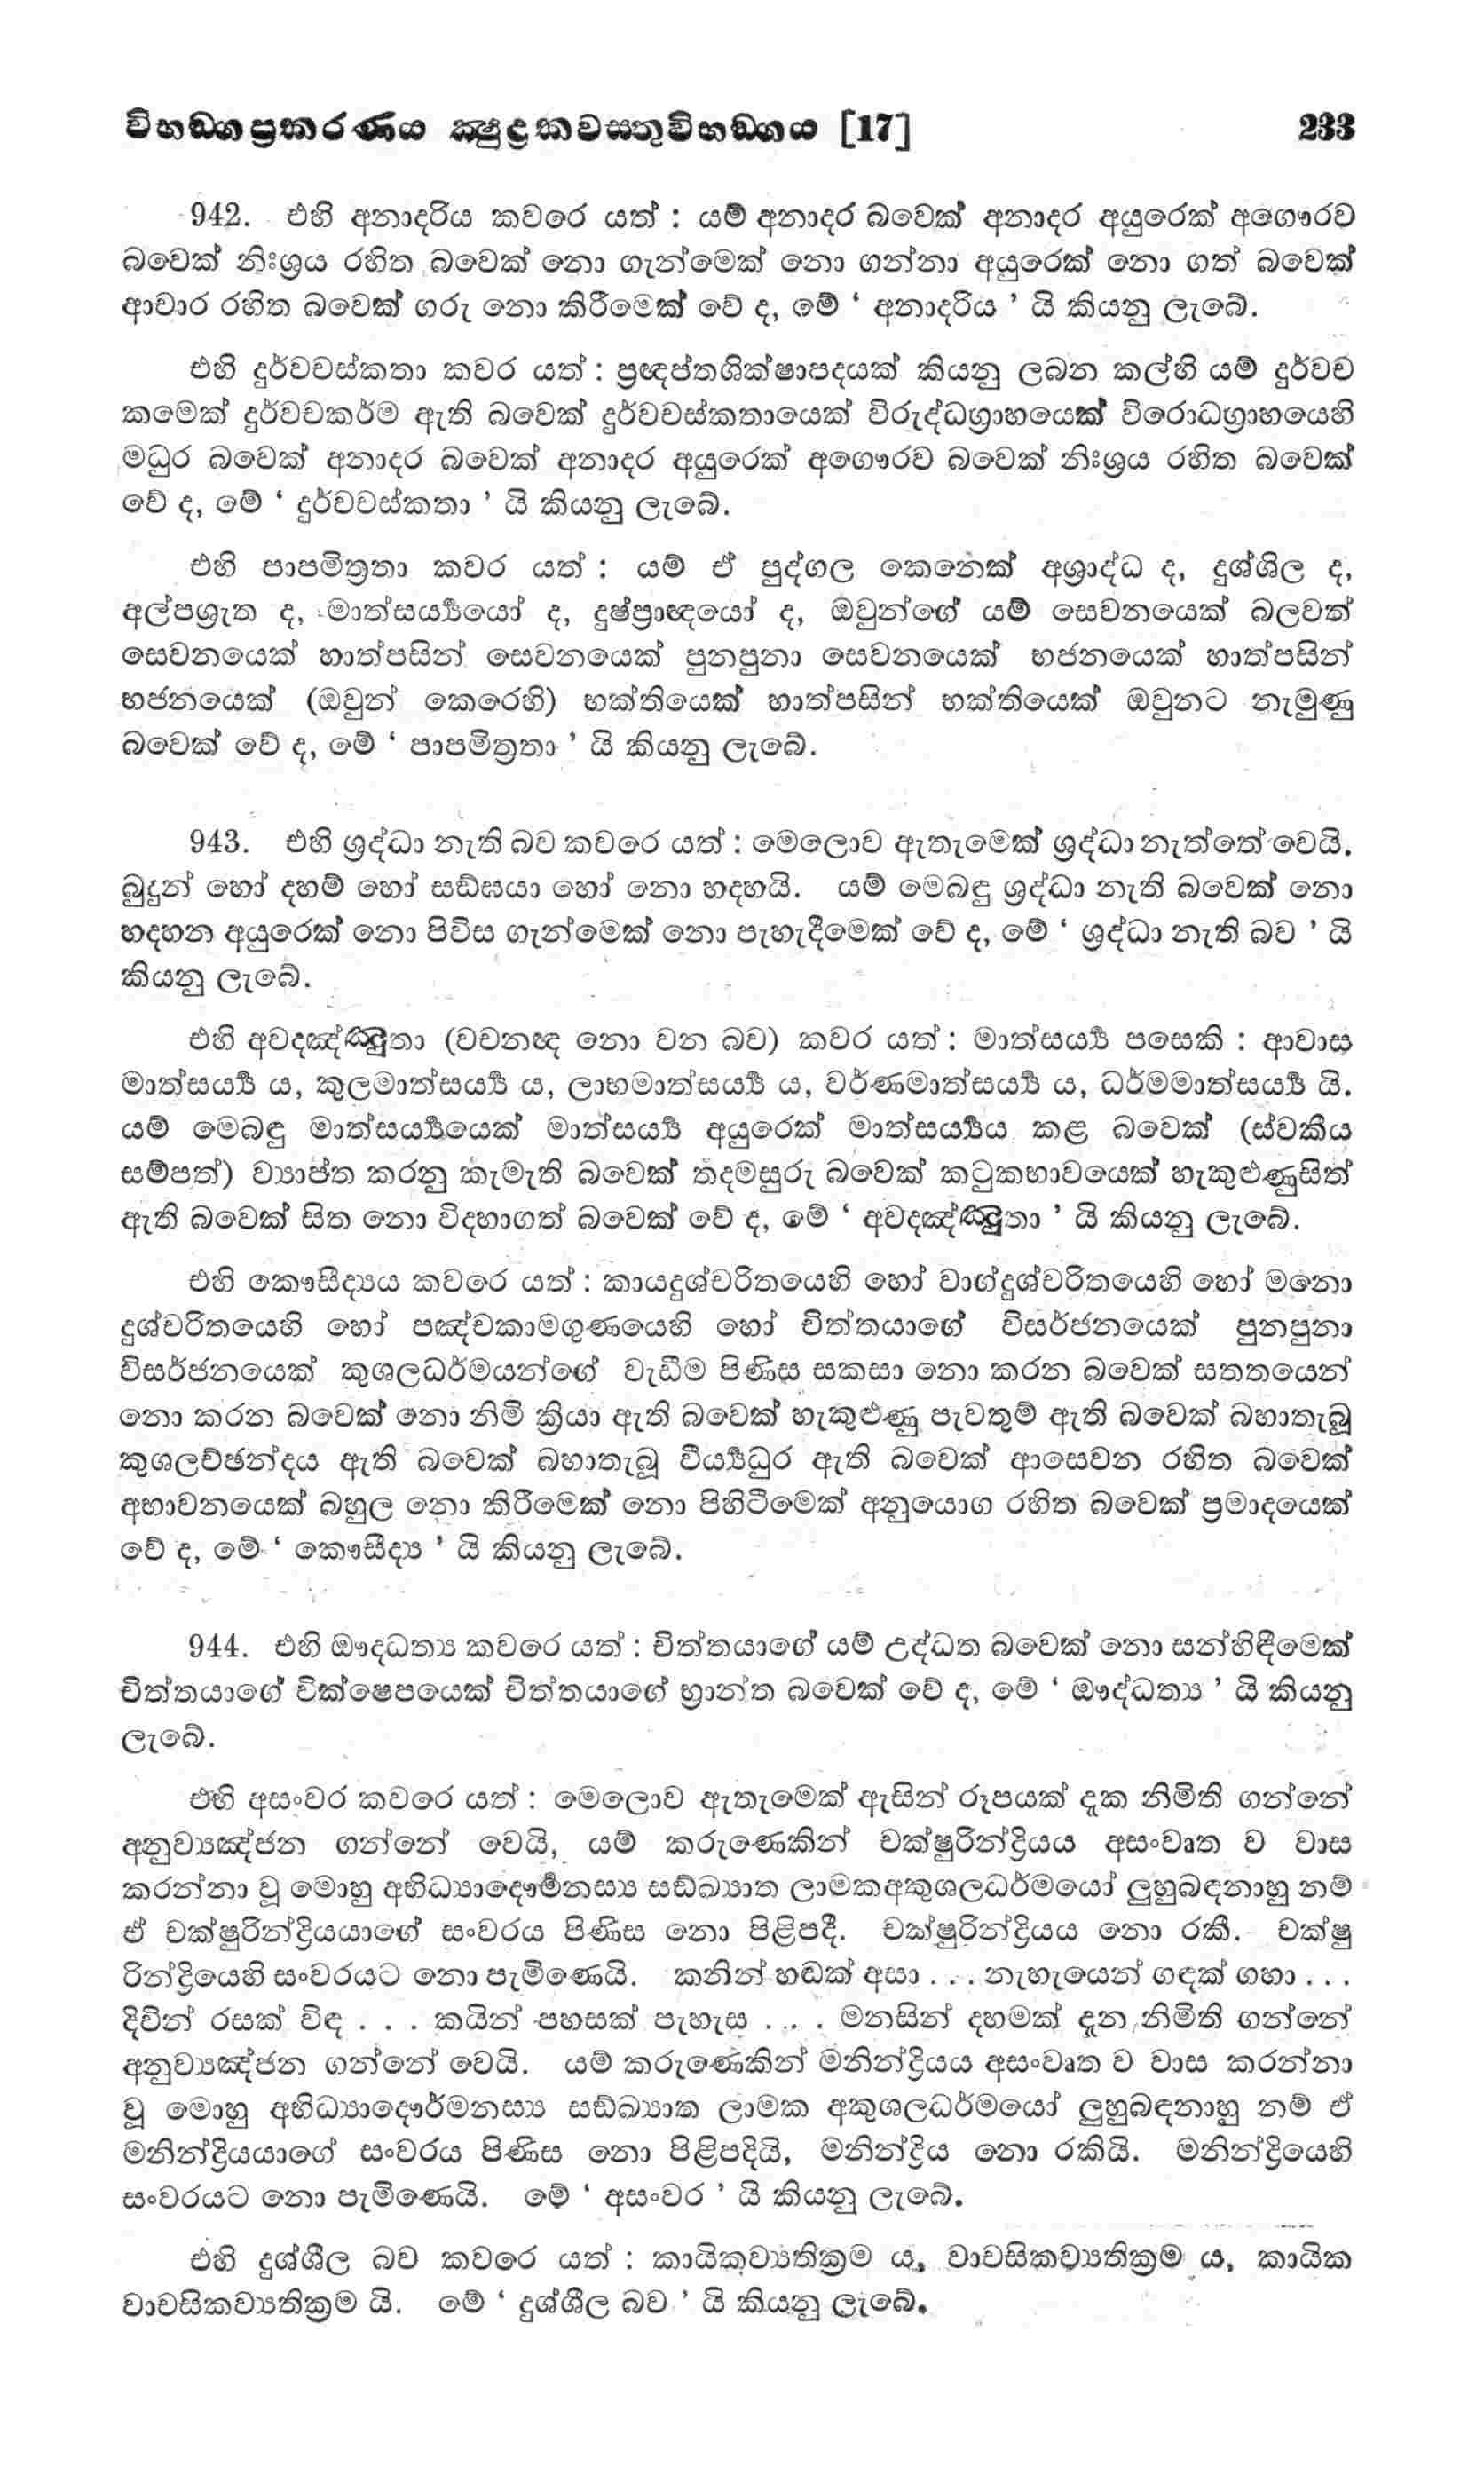 විභඞ්ගප්‍රකරණය ක්‍ෂුද්‍රකවස්තුවිභඞ්ගය [17] 233
942. එහි අනාදරිය කවරෙ යත් : යම් අනාදර බවෙක් අනාදර අයුරෙක් අගෞරව
බවෙක් නිඃශ්‍රය රහිත බවෙක් නො ගැන්මෙක් නො ගන්නා අයුරෙක් නො ගත් බවෙක්
ආචාර රහිත බවෙක් ගරු නො කිරීමෙක් වේ ද, මේ ‘ අනාදරිය ’ යි කියනු ලැබේ.
එහි දුර්වචස්කතා කවර යත් : ප්‍රඥප්තශික්ෂාපදයක් කියනු ලබන කල්හි යම් දුර්වච
කමෙක් දුර්වචකර්ම ඇති බවෙක් දුර්වචස්කතායෙක් විරුද්ධග්‍රාහයෙක් විරොධග්‍රාහයෙහි
මධුර බවෙක් අනාදර බවෙක් අනාදර අයුරෙක් අගෞරව බවෙක් නිඃශ්‍රය රහිත බවෙක්
වේ ද, මේ ‘ දුර්වචස්කතා ’ යි කියනු ලැබේ.
එහි පාපමිත්‍රතා කවර යත් : යම් ඒ පුද්ගල කෙනෙක් අශ්‍රාද්ධ ද, දුශ්ශිල ද,
අල්පශ්‍රැත ද, මාත්සර්‍ය්‍යයෝ ද, දුෂ්ප්‍රාඥයෝ ද, ඔවුන්ගේ යම් සෙවනයෙක් බලවත්
සෙවනයෙක් හාත්පසින් සෙවනයෙක් පුනපුනා සෙවනයෙක් භජනයෙක් හාත්පසින්
භජනයෙක් (ඔවුන් කෙරෙහි) භක්තියෙක් හාත්පසින් භක්තියෙක් ඔවුනට නැමුණු
බවෙක් වේ ද, මේ ‘ පාපමිත්‍රතා ’ යි කියනු ලැබේ.
943. එහි ශ්‍රද්ධා නැති බව කවරෙ යත් : මෙලොව ඇතැමෙක් ශ්‍රද්ධා නැත්තේ වෙයි.
බුදුන් හෝ දහම් හෝ සඞ්ඝයා හෝ නො හදහයි. යම් මෙබඳු ශ්‍රද්ධා නැති බවෙක් නො
හදහන අයුරෙක් නො පිවිස ගැන්මෙක් නො පැහැදීමෙක් වේ ද, මේ ‘ ශ්‍රද්ධා නැති බව ’ යි
කියනු ලැබේ.
එහි අවදඤ්ඤුතා (වචනඥ නො වන බව) කවර යත් : මාත්සර්‍ය්‍ය පසෙකි : ආවාස
මාත්සර්‍ය්‍ය ය, කුලමාත්සර්‍ය්‍ය ය, ලාභමාත්සර්‍ය්‍ය ය, වර්ණමාත්සර්‍ය්‍ය ය, ධර්මමාත්සර්‍ය්‍ය යි.
යම් මෙබඳු මාත්සර්‍ය්‍යයෙක් මාත්සර්‍ය්‍ය අයුරෙක් මාත්සර්‍ය්‍යය කළ බවෙක් (ස්වකීය
සම්පත්) ව්‍යාප්ත කරනු කැමැති බවෙක් තදමසුරු බවෙක් කටුකභාවයෙක් හැකුළුණුසිත්
ඇති බවෙක් සිත නො විදහාගත් බවෙක් වේ ද, මේ ‘ අවදඤ්ඤුතා ’ යි කියනු ලැබේ.
එහි කෞසීද්‍යය කවරෙ යත් : කායදුශ්චරිතයෙහි හෝ වාග්දුශ්චරිතයෙහි හෝ මනො
දුශ්චරිතයෙහි හෝ පඤ්චකාමගුණයෙහි හෝ චිත්තයාගේ විසර්ජනයෙක් පුනපුනා
විසර්ජනයෙක් කුශලධර්මයන්ගේ වැඩීම පිණිස සකසා නො කරන බවෙක් සතතයෙන්
නො කරන බවෙක් නො නිමි ක්‍රියා ඇති බවෙක් හැකුළුණු පැවතුම් ඇති බවෙක් බහාතැබූ
කුශලච්ඡන්දය ඇති බවෙක් බහාතැබූ වීර්‍ය්‍යධුර ඇති බවෙක් ආසෙවන රහිත බවෙක්
අභාවනයෙක් බහුල නො කිරීමෙක් නො පිහිටීමෙක් අනුයොග රහිත බවෙක් ප්‍රමාදයෙක්
වේ ද, මේ ‘ කෞසීද්‍ය ’ යි කියනු ලැබේ.
944. එහි ඖදධත්‍ය කවරෙ යත් : චිත්තයාගේ යම් උද්ධත බවෙක් නො සන්හිඳීමෙක්
චිත්තයාගේ වික්ෂෙපයෙක් චිත්තයාගේ භ්‍රාන්ත බවෙක් වේ ද, මේ ‘ ඖද්ධත්‍ය ’ යි කියනු
ලැබේ.
එහි අසංවර කවරෙ යත් : මෙලොව ඇතැමෙක් ඇසින් රූපයක් දැක නිමිති ගන්නේ
අනුව්‍යඤ්ජන ගන්නේ වෙයි, යම් කරුණෙකින් චක්ෂුරින්ද්‍රියය අසංවෘත ව වාස
කරන්නා වූ මොහු අභිධ්‍යාදෞර්මනස්‍ය සඞ්ඛ්‍යාත ලාමකඅකුශලධර්මයෝ ලුහුබඳනාහු නම්
ඒ චක්ෂුරින්ද්‍රියයාගේ සංවරය පිණිස නො පිළිපදී. චක්ෂුරින්ද්‍රියය නො රකී. චක්ෂු
රින්ද්‍රියෙහි සංවරයට නො පැමිණෙයි. කනින් හඬක් අසා . . . නැහැයෙන් ගඳක් ගහා . . .
දිවින් රසක් විඳ . . . කයින් පහසක් පැහැස . . . මනසින් දහමක් දැන නිමිති ගන්නේ
අනුව්‍යඤ්ජන ගන්නේ වෙයි. යම් කරුණෙකින් මනින්ද්‍රියය අසංවෘත ව වාස කරන්නා
වූ මොහු අභිධ්‍යාදෞර්මනස්‍ය සඞ්ඛ්‍යාත ලාමක අකුශලධර්මයෝ ලුහුබඳනාහු නම් ඒ
මනින්ද්‍රියයාගේ සංවරය පිණිස නො පිළිපදියි, මනින්ද්‍රිය නො රකියි. මනින්ද්‍රියෙහි
සංවරයට නො පැමිණෙයි. මේ ‘ අසංවර ’ යි කියනු ලැබේ.
එහි දුශ්ශීල බව කවරෙ යත් : කායිකව්‍යතික්‍රම ය, වාචසිකව්‍යතික්‍රම ය, කායික
වාචසිකව්‍යතික්‍රම යි. මේ ‘ දුශ්ශීල බව ’ යි කියනු ලැබේ.